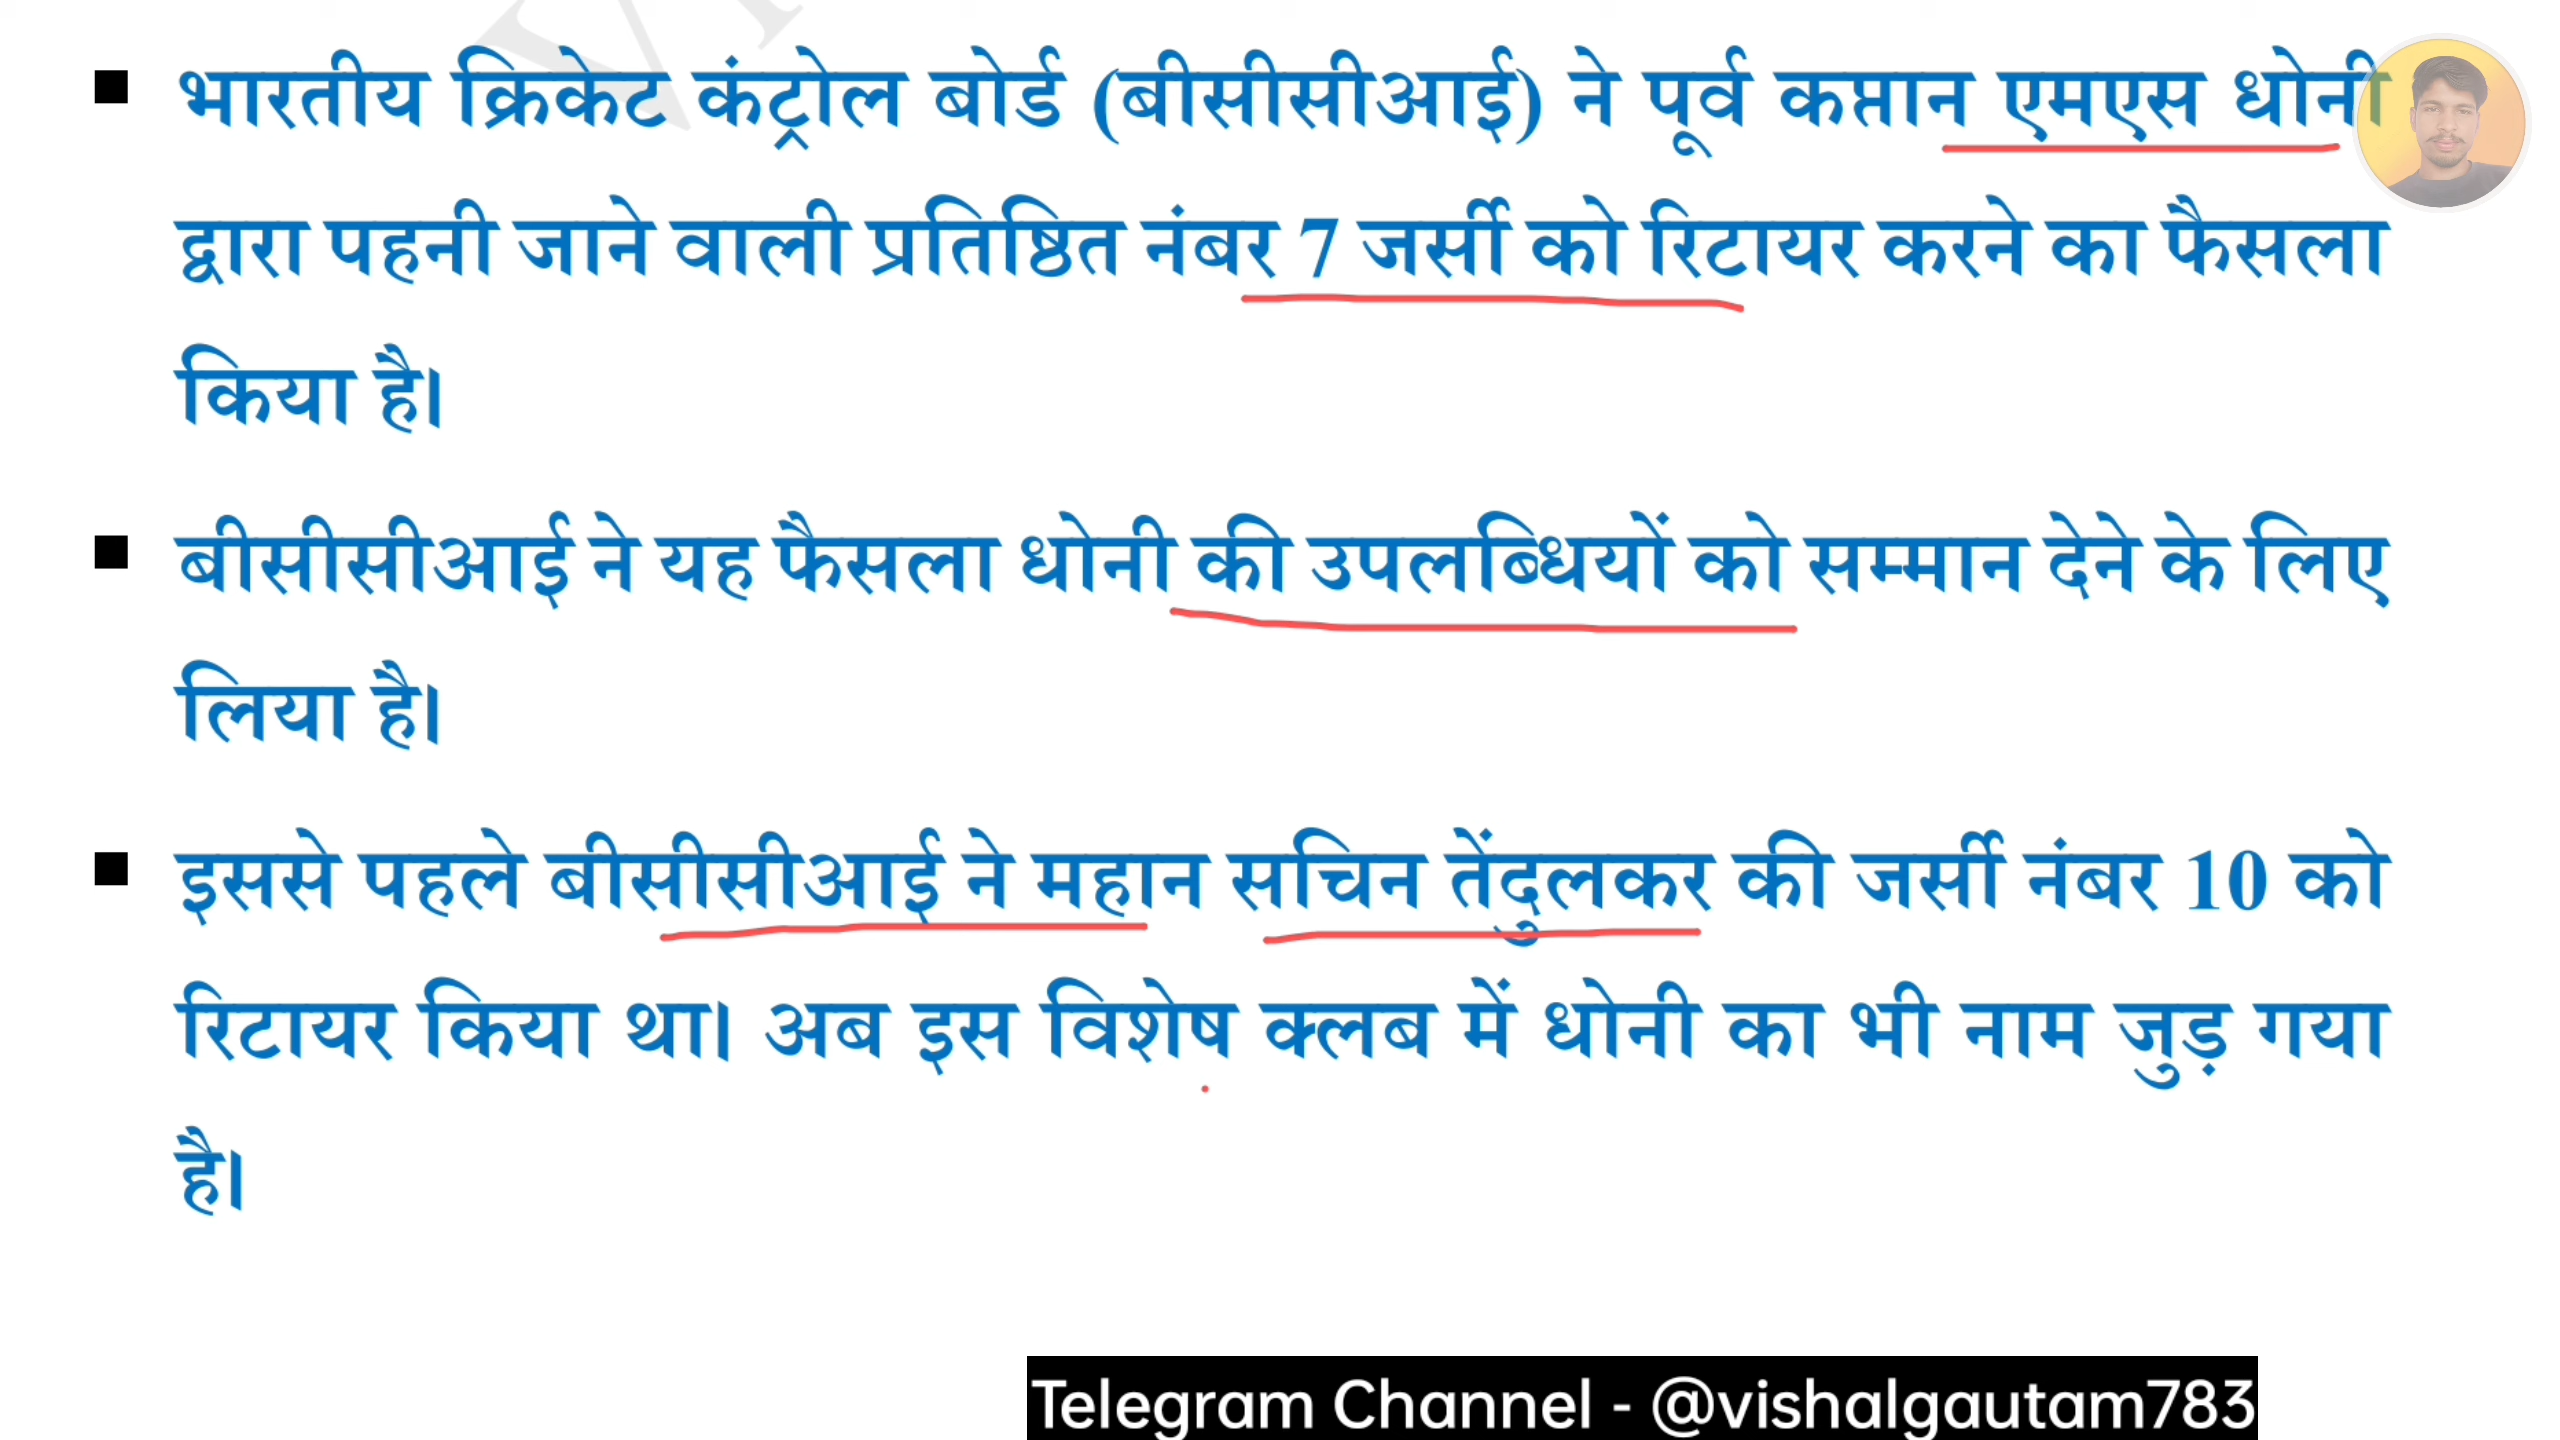 भारतीय क्रिकेट कंट्रोल बोर्ड (बीसीसीआई) ने पूर्व कप्तान एमएस धोनी
द्वारा पहनी जाने वाली प्रतिष्ठित नंबर 7 जर्सी को रिटायर करने का फैसला
किया है।
बीसीसीआई ने यह फैसला धोनी की उपलब्धियों को सम्मान देने के लिए
लिया है।
इससे पहले बीसीसीआई ने महान सचिन तेंदुलकर की जर्सी नंबर 10 को
रिटायर किया था। अब इस विशेष क्लब में धोनी का भी नाम जुड़ गया
है।
Telegram Channel - @vishalgautam783